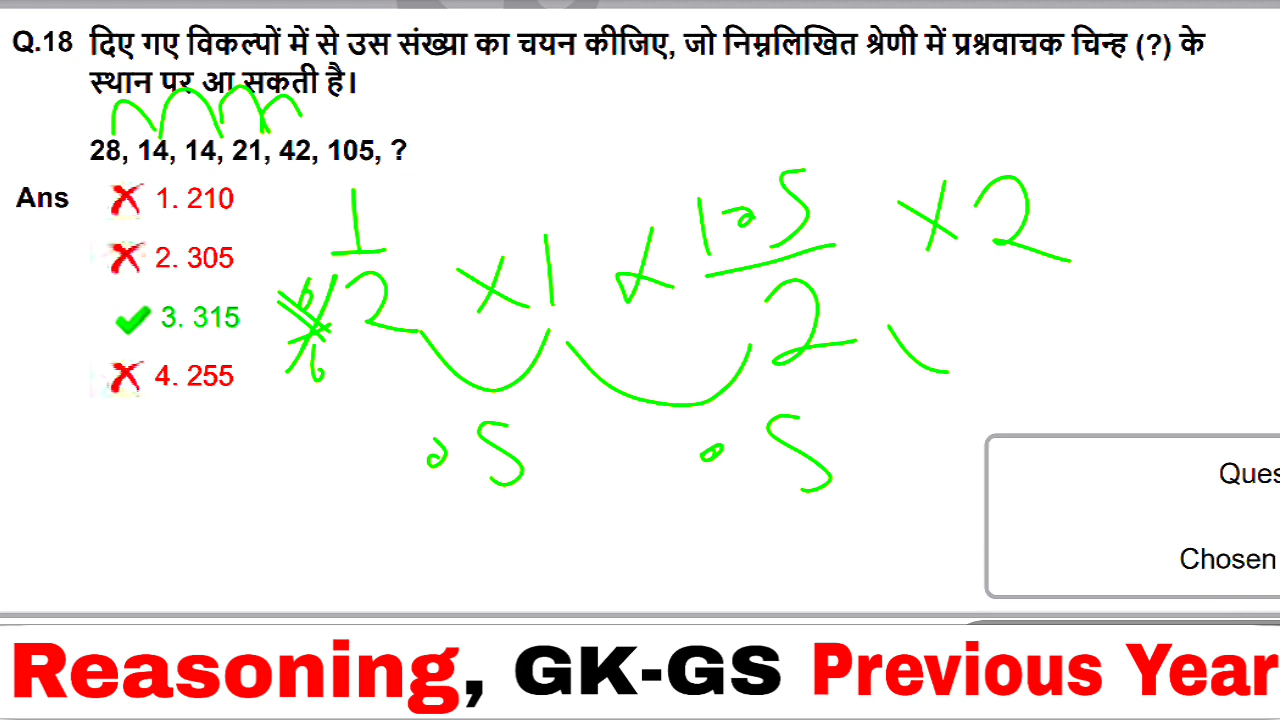 Q.18 दिए गए विकल्पों में से उस संख्या का चयन कीजिए, जो निम्नलिखित श्रेणी में प्रश्नवाचक चिन्ह (?) के
स्थान पर आ सकती है।
28, 14, 14, 21, 42, 105, ?
Ans 1. 210
2. 305
3. 315
4. 255
1
2 ×1 × 1.5 ×2
2
.5 .5
Ques
Chosen
Reasoning, GK-GS Previous Year